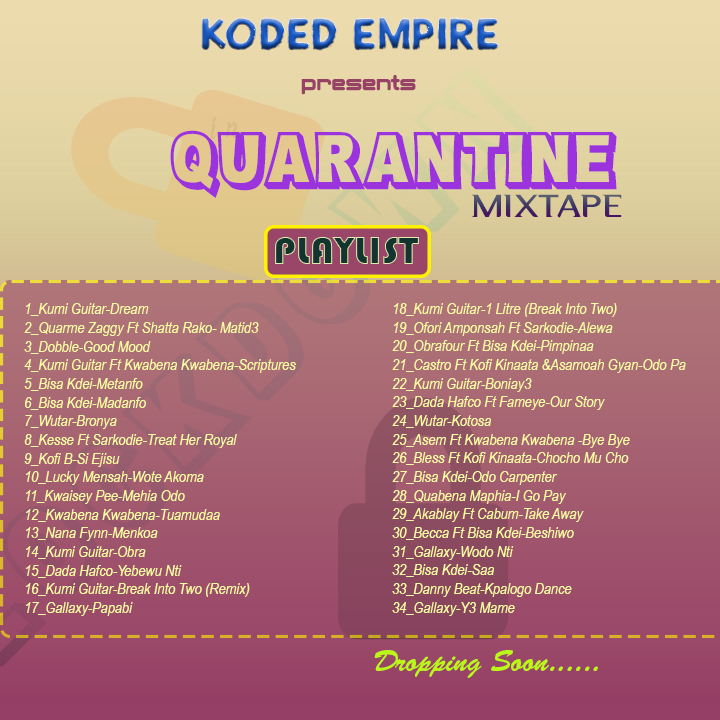 KODED EMPIRE
presents
QUARANTINE
MIXTAPE
PLAYLIST
1_Kumi Guitar-Dream
2_Quarme Zaggy Ft Shatta Rako- Matid3
3_Dobble-Good Mood
4_Kumi Guitar Ft Kwabena Kwabena-Scriptures
5_Bisa Kdei-Metanfo
6_Bisa Kdei-Madanfo
7_Wutar-Bronya
8_Kesse Ft Sarkodie-Treat Her Royal
9_Kofi B-Si Ejisu
10_Lucky Mensah-Wote Akoma
11_Kwaisey Pee-Mehia Odo
12_Kwabena Kwabena-Tuamudaa
13_Nana Fynn-Menkoa
14_Kumi Guitar-Obra
15_Dada Hafco-Yebewu Nti
16_Kumi Guitar-Break Into Two (Remix)
17_Gallaxy-Papabi
18_Kumi Guitar-1 Litre (Break Into Two)
19_Ofori Amponsah Ft Sarkodie-Alewa
20_Obrafour Ft Bisa Kdei-Pimpinaa
21_Castro Ft Kofi Kinaata &Asamoah Gyan-Odo Pa
22_Kumi Guitar-Boniay3
23_Dada Hafco Ft Fameye-Our Story
24_Wutar-Kotosa
25_Asem Ft Kwabena Kwabena -Bye Bye
26_Bless Ft Kofi Kinaata-Chocho Mu Cho
27_Bisa Kdei-Odo Carpenter
28_Quabena Maphia-I Go Pay
29_Akablay Ft Cabum-Take Away
30_Becca Ft Bisa Kdei-Beshiwo
31_Gallaxy-Wodo Nti
32_Bisa Kdei-Saa
33_Danny Beat-Kpalogo Dance
34_Gallaxy-Y3 Mame
Dropping Soon......